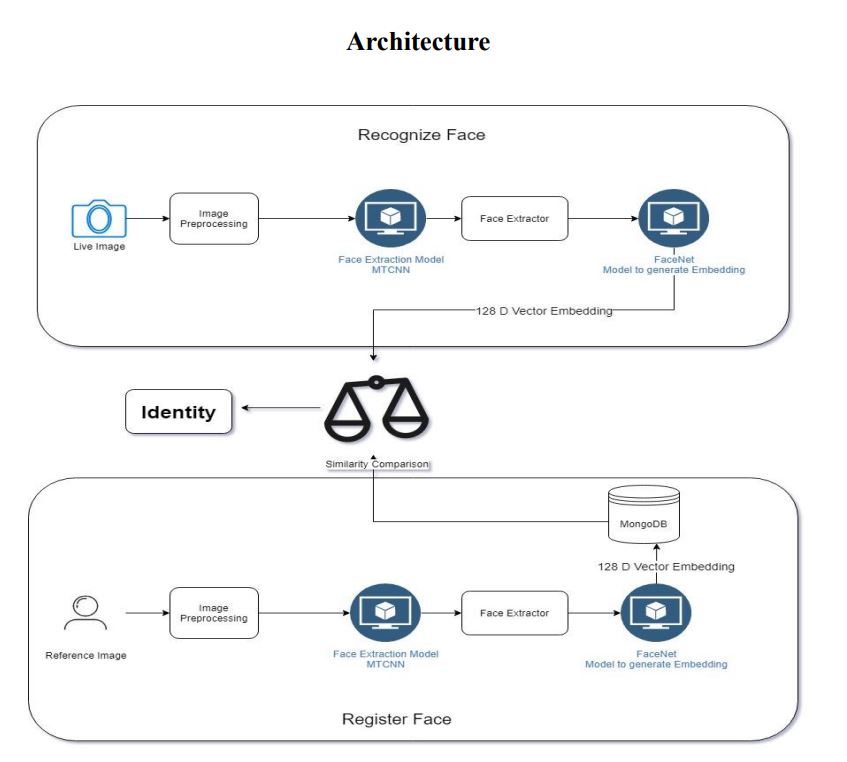 Architecture
Recognize Face
Image
Preprocessing
Face Extractor
Live Image
Face Extraction Model
MTCNN
FaceNet
Model to generate Embedding
128 D Vector Embedding
Identity
Similarity Comparison
MongoDB
128 D Vector Embedding
Image
Preprocessing
Face Extractor
Reference Image
Face Extraction Model
MTCNN
FaceNet
Model to generate Embedding
Register Face